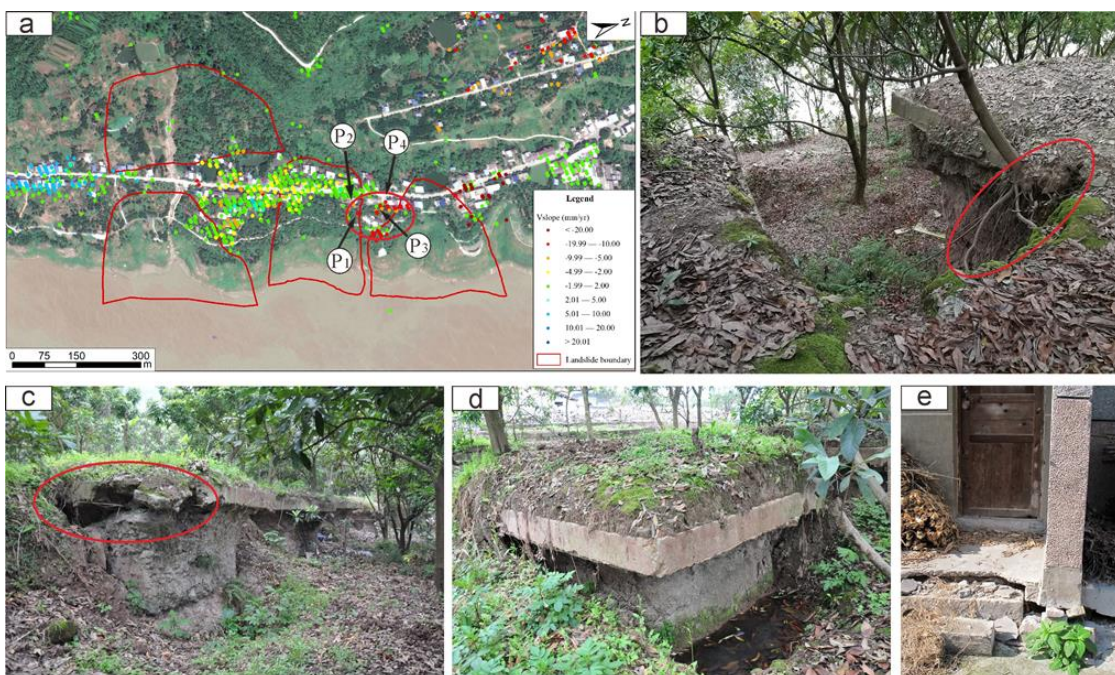 a
N
P2
P4
P1
P3
Legend
Vslope (mm/yr)
< -20.00
-19.99 — -10.00
-9.99 — -5.00
-4.99 — -2.00
-1.99 — 2.00
2.01 — 5.00
5.01 — 10.00
10.01 — 20.00
> 20.01
Landslide boundary
0 75 150 300
m
b
c
d
e